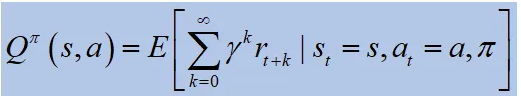 Q^π (s, a) = E[ ∑_{k=0}^{∞} γ^k r_{t+k} | s_t = s, a_t = a, π ]